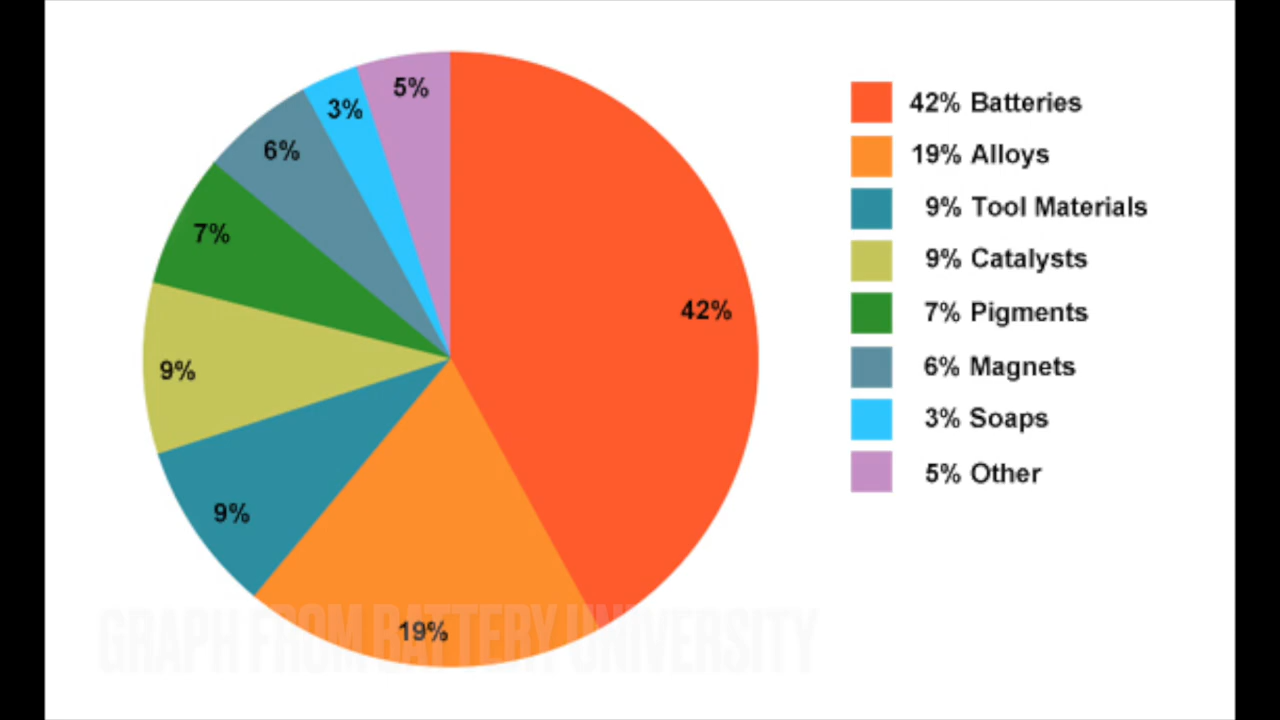 5%
3%
6%
7%
42%
9%
9%
19%
42% Batteries
19% Alloys
9% Tool Materials
9% Catalysts
7% Pigments
6% Magnets
3% Soaps
5% Other
GRAPH FROM BATTERY UNIVERSITY